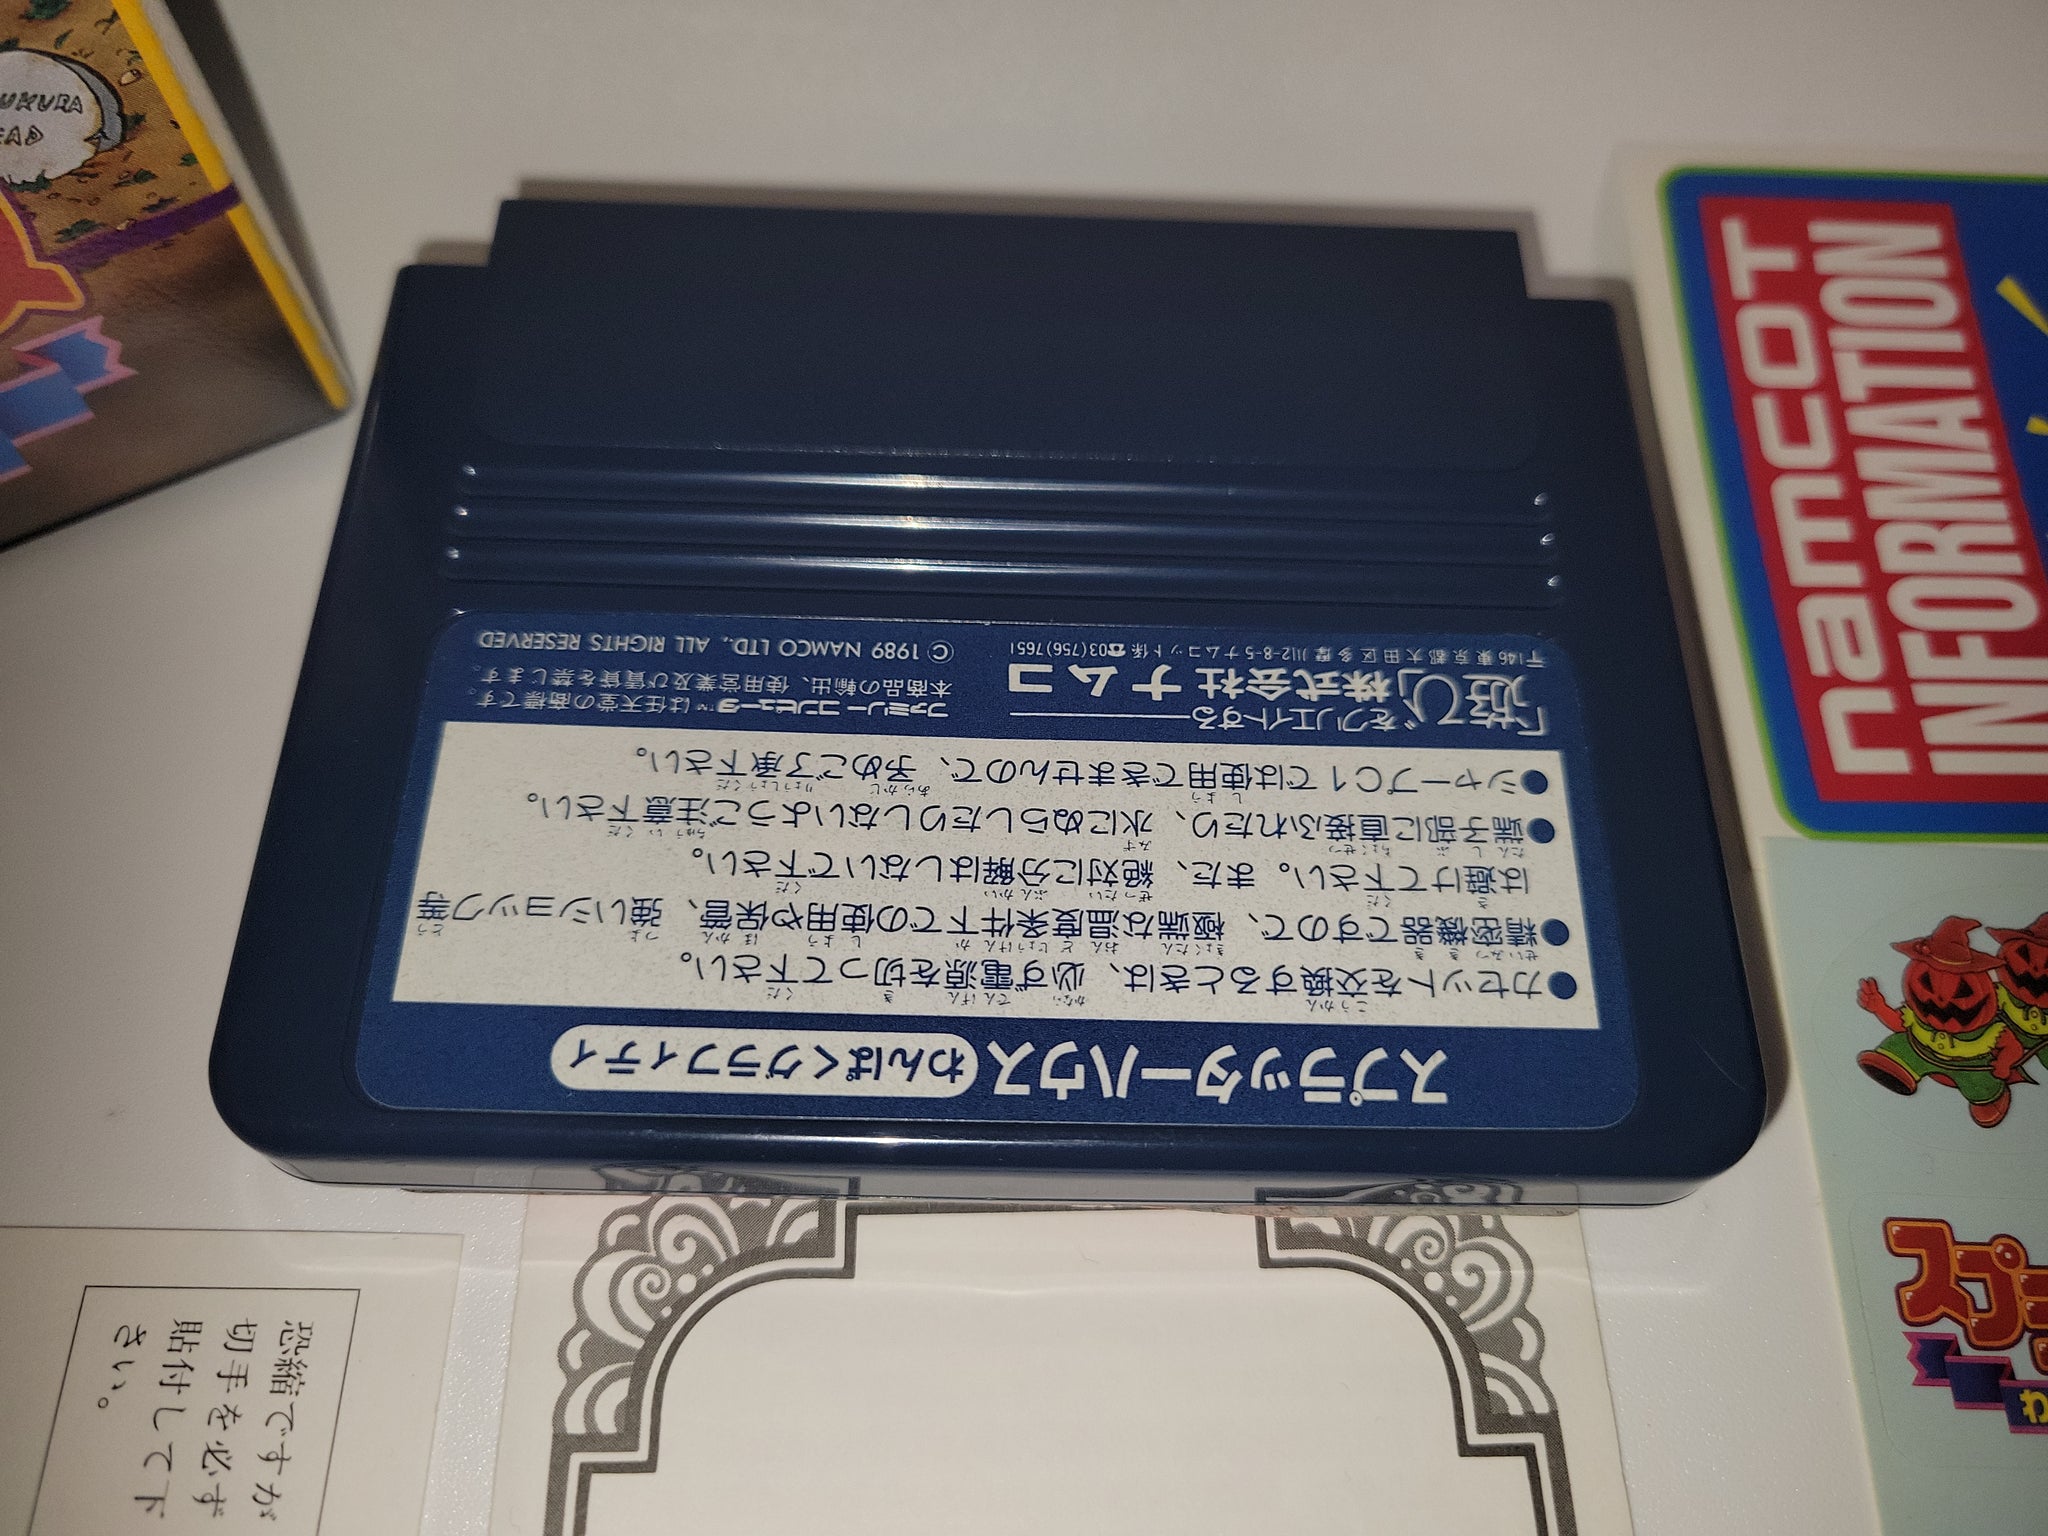 スプラッターハウス わんぱくグラフィティ
●カセットを交換するときは、必ず電源を切って下さい。
●精密機器ですので、極端な温度条件下での使用や保管、強いショック等
は避けて下さい。また、絶対に分解はしないで下さい。
●端子部に直接ふれたり、水にぬらしたりしないようご注意下さい。
●シャープC1では使用できませんので、予めご了承下さい。
「遊び」をクリエイトする
株式会社 ナムコ
〒146 東京都大田区多摩川2-8-5 ナムコット係☎03(756)7651
ファミリーコンピュータ™は任天堂の商標です。
本商品の輸出、使用営業及び賃貸を禁じます。
© 1989 NAMCO LTD., ALL RIGHTS RESERVED
namcot
INFORMATION
スプ
わ
UKURA
EAD
恐縮ですが
切手を必ず
貼付して下
さい。